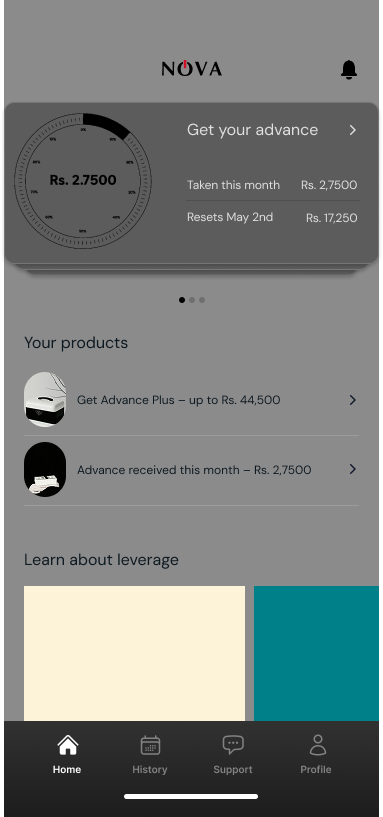 NOVA
Get your advance
Rs. 2.7500
Taken this month Rs. 2,7500
Resets May 2nd Rs. 17,250
Your products
Get Advance Plus – up to Rs. 44,500
Advance received this month – Rs. 2,7500
Learn about leverage
Home History Support Profile